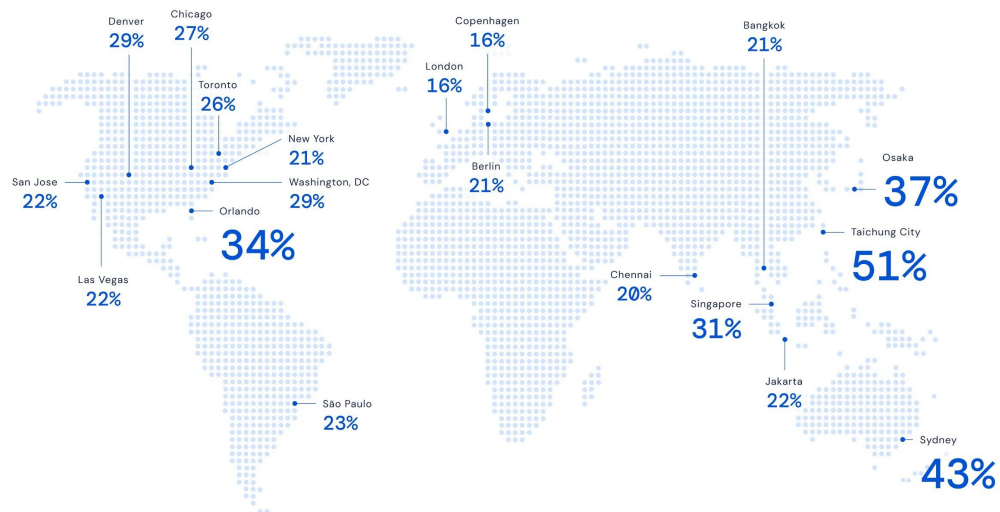 Denver
29%
Chicago
27%
Toronto
26%
New York
21%
San Jose
22%
Washington, DC
29%
Orlando
34%
Las Vegas
22%
São Paulo
23%
Copenhagen
16%
London
16%
Berlin
21%
Bangkok
21%
Osaka
37%
Taichung City
51%
Chennai
20%
Singapore
31%
Jakarta
22%
Sydney
43%